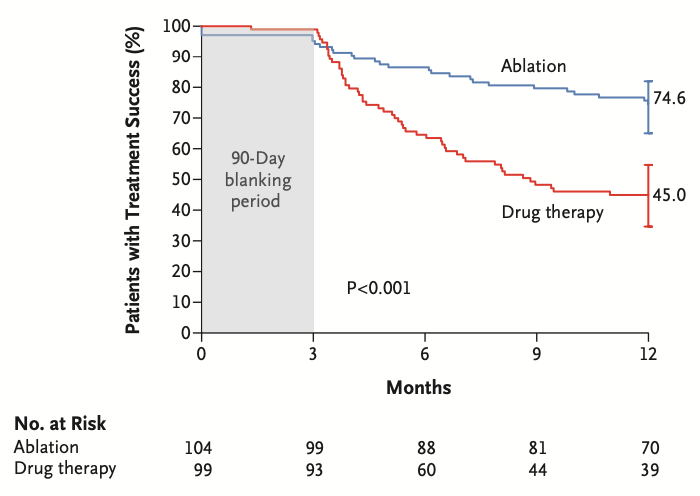 Patients with Treatment Success (%)
100
90
80
70
60
50
40
30
20
10
0
90-Day
blanking
period
Ablation
74.6
45.0
Drug therapy
P<0.001
0 3 6 9 12
Months
No. at Risk
Ablation 104 99 88 81 70
Drug therapy 99 93 60 44 39